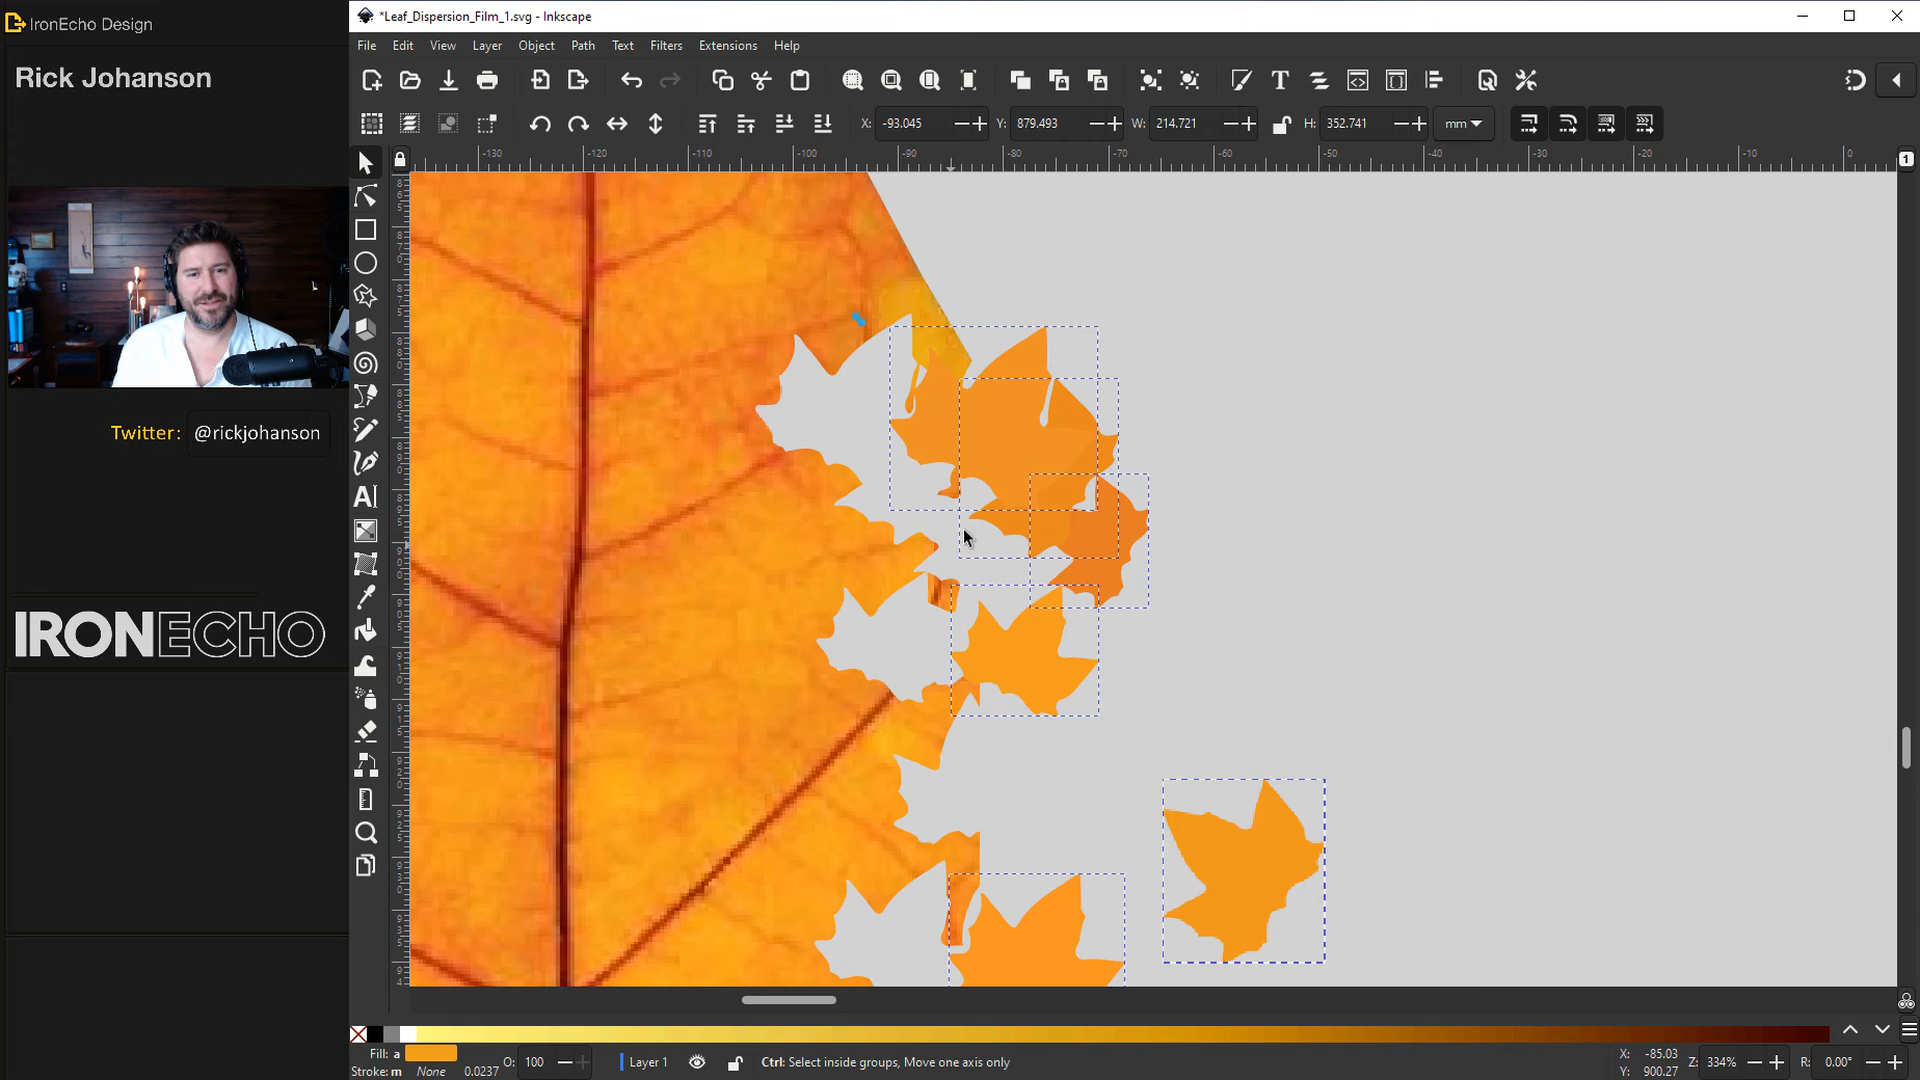 IronEcho Design
Rick Johanson
Twitter: @rickjohanson
IRONECHO
*Leaf_Dispersion_Film_1.svg - Inkscape
File Edit View Layer Object Path Text Filters Extensions Help
X: -93.045 Y: 879.493 W: 214.721 H: 352.741 mm
-130 -120 -110 -100 -90 -80 -70 -60 -50 -40 -30 -20 -10 0
1
Fill: a O: 100 Layer 1 Ctrl: Select inside groups, Move one axis only X: -85.03 Z: 334% R: 0.00°
Stroke: m None 0.0237 Y: 900.27